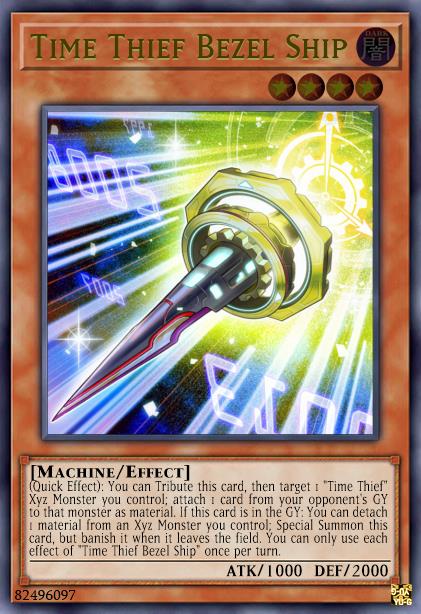 TIME THIEF BEZEL SHIP
DARK
闇
[MACHINE/EFFECT]
(Quick Effect): You can Tribute this card, then target 1 "Time Thief"
Xyz Monster you control; attach 1 card from your opponent's GY
to that monster as material. If this card is in the GY: You can detach
1 material from an Xyz Monster you control; Special Summon this
card, but banish it when it leaves the field. You can only use each
effect of "Time Thief Bezel Ship" once per turn.
ATK/1000 DEF/2000
82496097